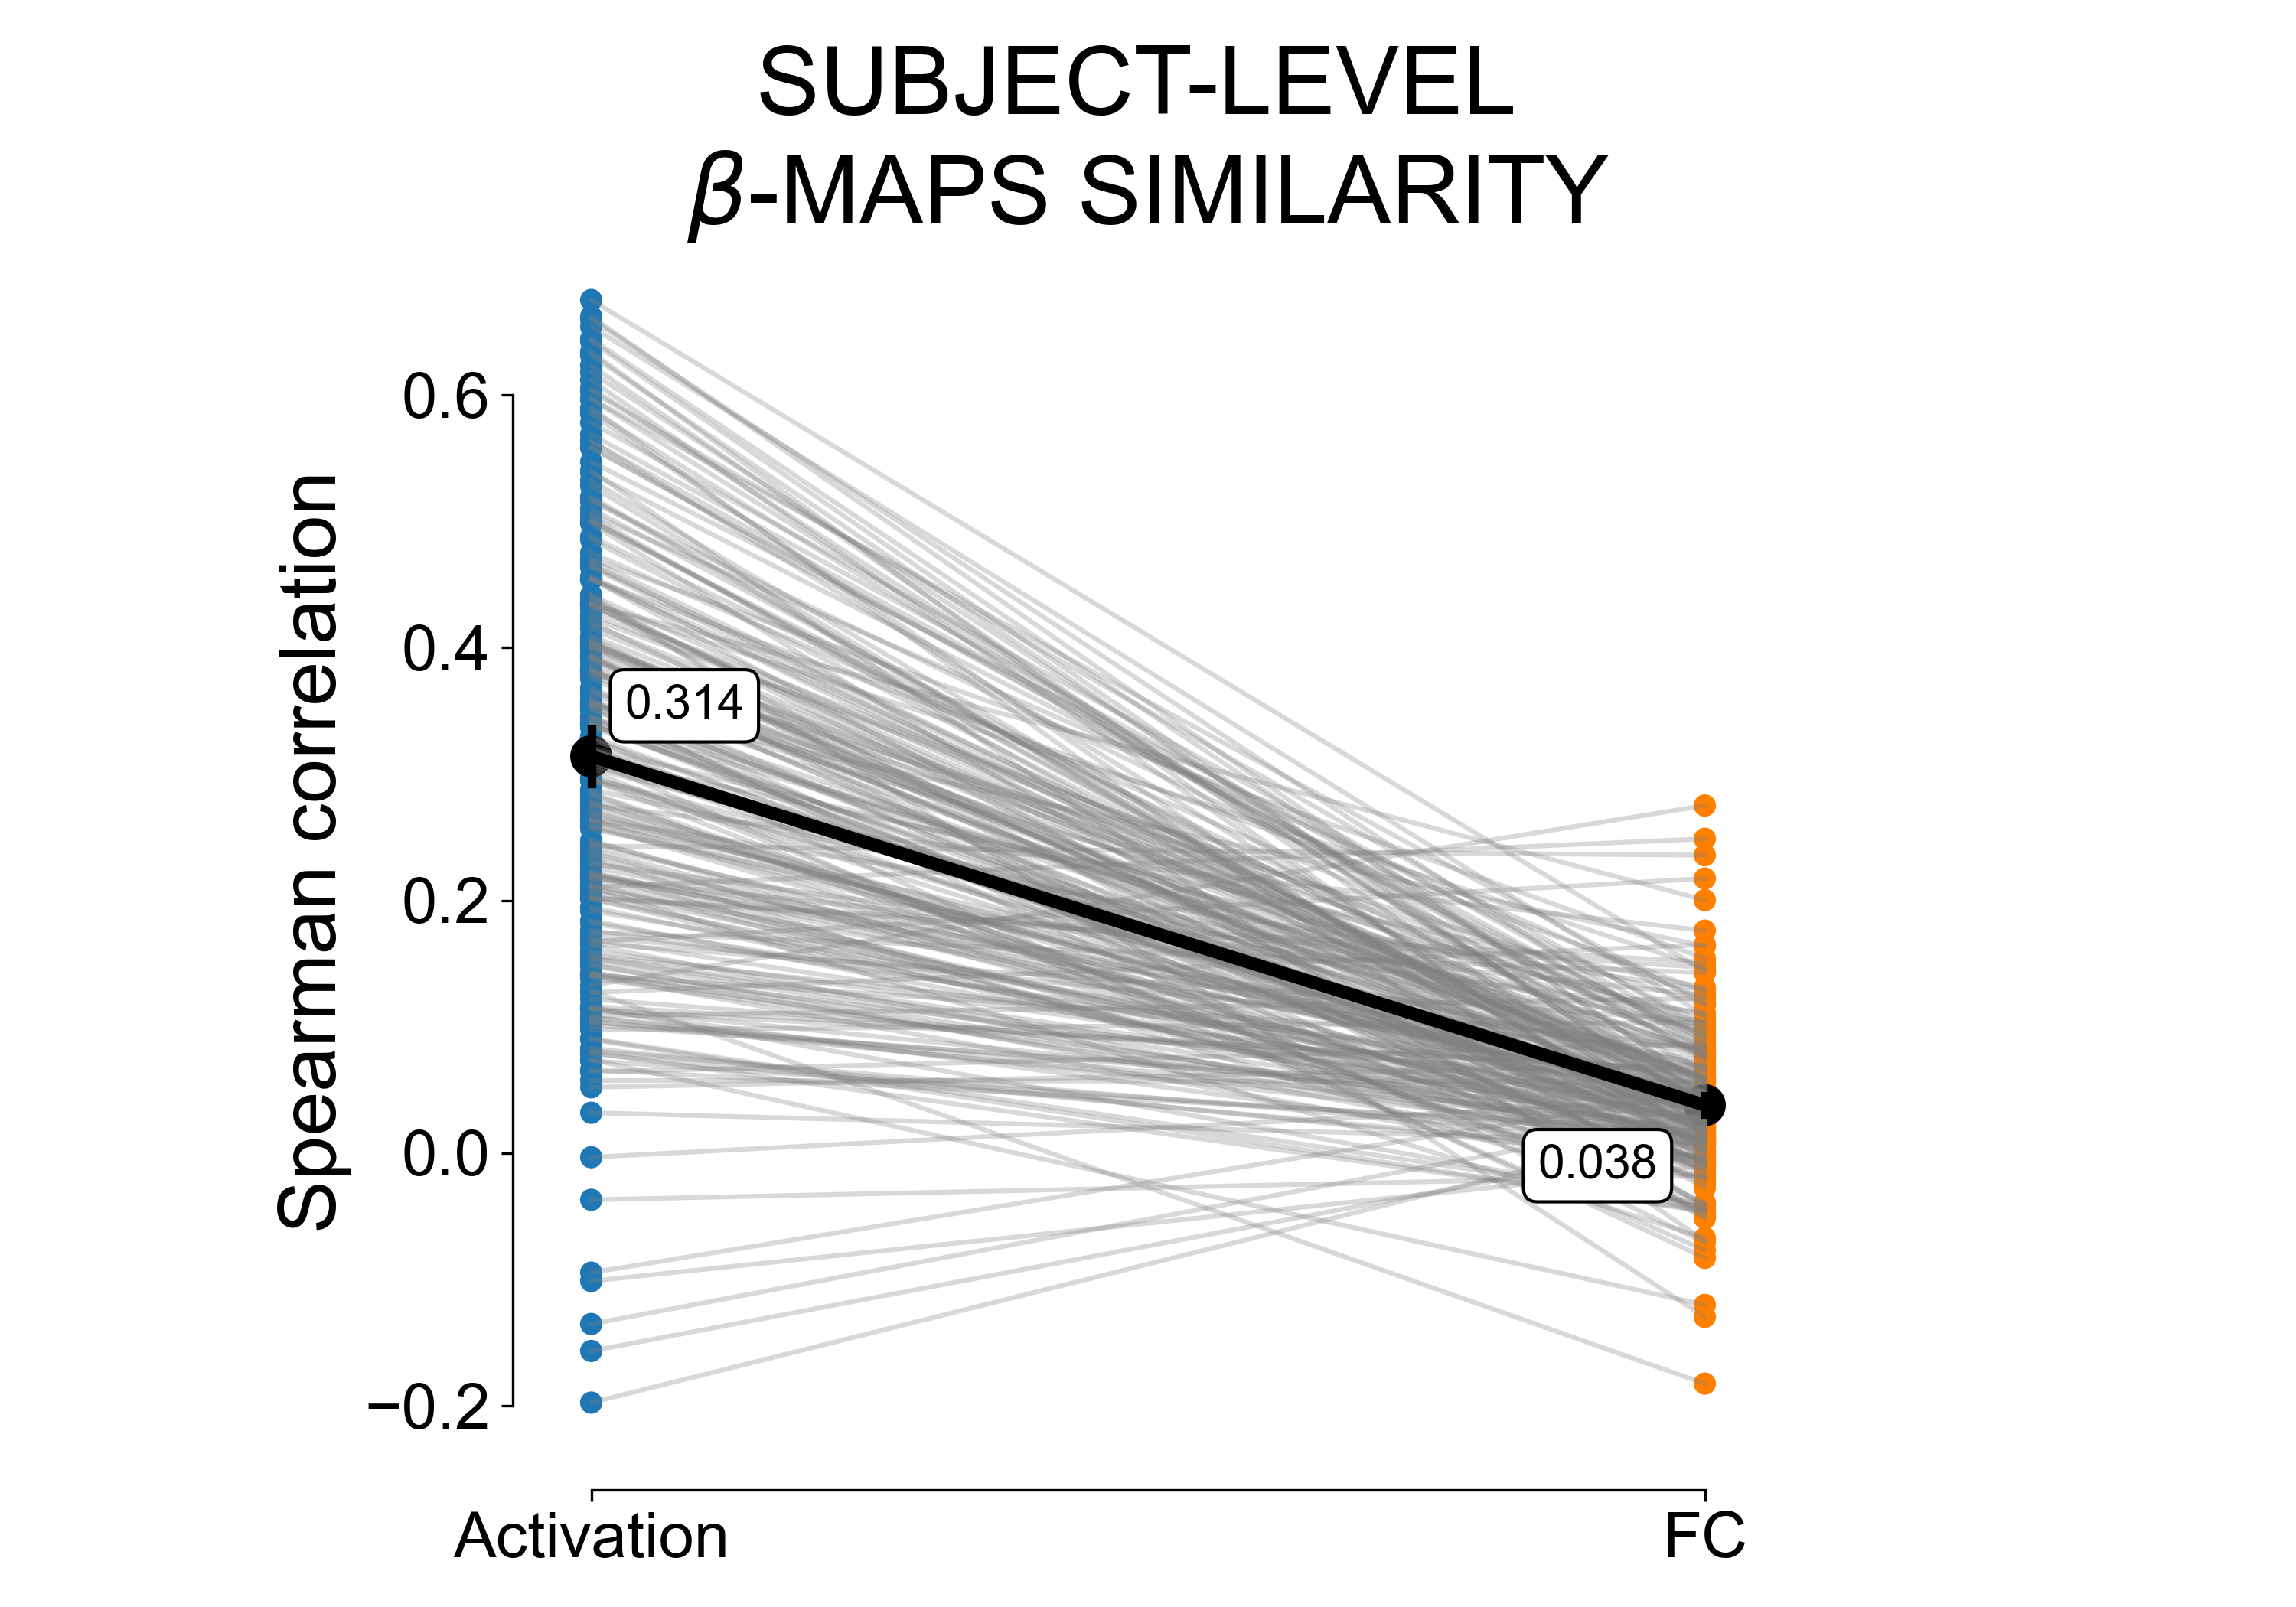 SUBJECT-LEVEL
β-MAPS SIMILARITY
Spearman correlation
0.6
0.4
0.2
0.0
−0.2
0.314
0.038
Activation
FC